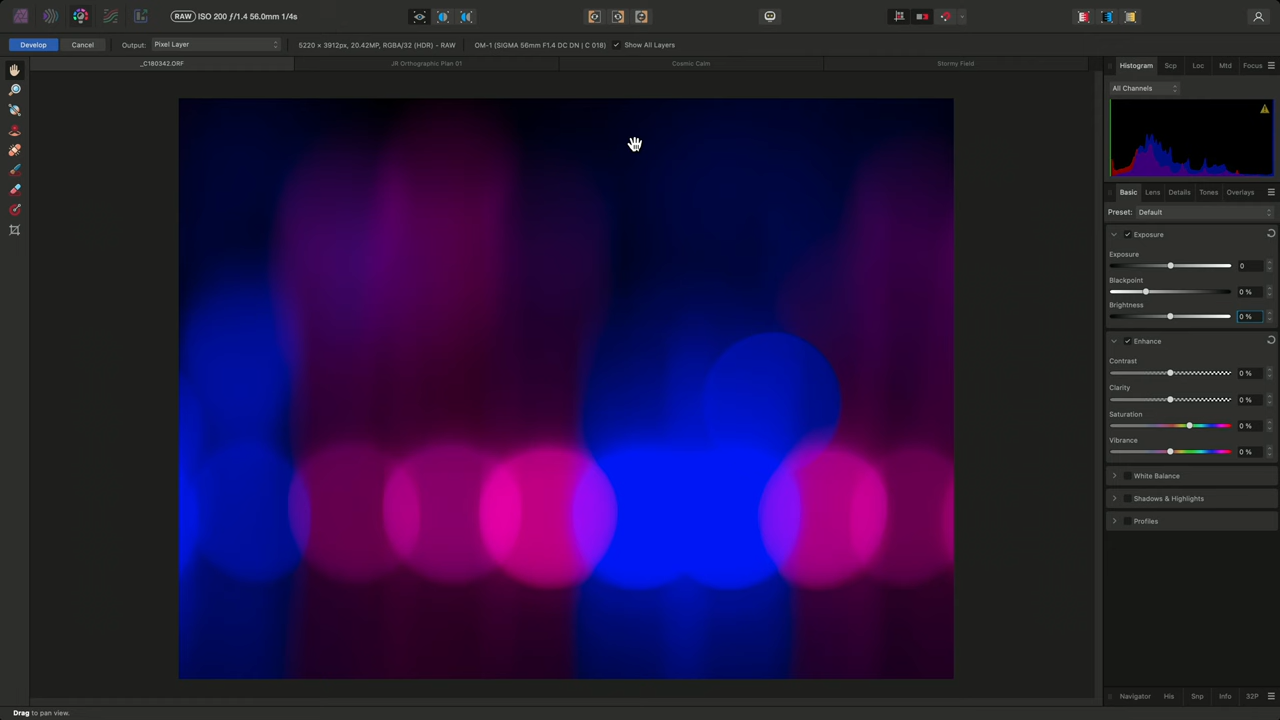 RAW ISO 200 ƒ/1.4 56.0mm 1/4s
Develop Cancel Output: Pixel Layer 5220 × 3912px, 20.42MP, RGBA/32 (HDR) - RAW OM-1 (SIGMA 56mm F1.4 DC DN | C 018) Show All Layers
_C180342.ORF JR Orthographic Plan 01 Cosmic Calm Stormy Field
Histogram Scp Loc Mtd Focus
All Channels
Basic Lens Details Tones Overlays
Preset: Default
Exposure
Exposure
0
Blackpoint
0 %
Brightness
0 %
Enhance
Contrast
0 %
Clarity
0 %
Saturation
0 %
Vibrance
0 %
White Balance
Shadows & Highlights
Profiles
Navigator His Snp Info 32P
Drag to pan view.